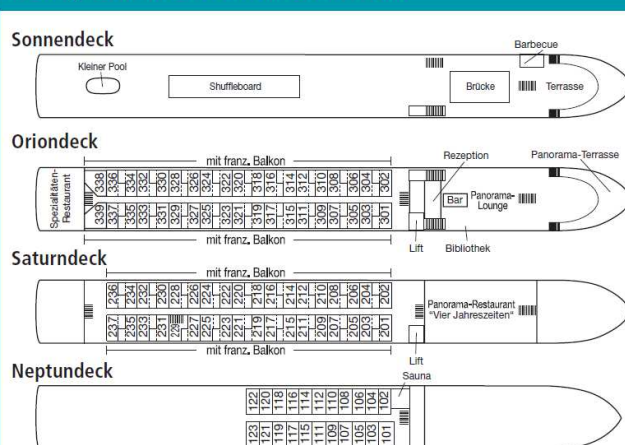 Sonnendeck
Barbecue
Kleiner Pool
Shuffleboard
Brücke
Terrasse
Oriondeck
mit franz. Balkon
Rezeption
Panorama-Terrasse
Spezialitäten-
Restaurant
338 336 334 332 330 328 326 324 322 320 318 316 314 312 310 308 306 304 302
339 337 335 333 331 329 327 325 323 321 319 317 315 311 309 307 305 303 301
Bar
Panorama-
Lounge
mit franz. Balkon
Lift
Bibliothek
Saturndeck
mit franz. Balkon
236 234 232 230 228 226 224 222 220 218 216 214 212 210 208 206 204 202
237 235 233 231 229 227 225 223 221 219 217 215 211 209 207 205 203 201
Panorama-Restaurant
"Vier Jahreszeiten"
mit franz. Balkon
Lift
Neptundeck
Sauna
122 120 118 116 114 112 110 108 106 104 102
123 121 119 117 115 111 109 107 105 103 101